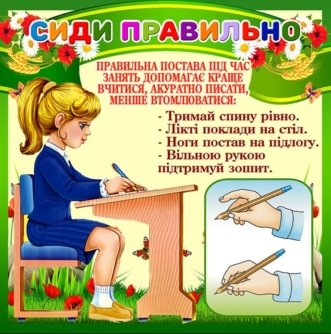 СИДИ ПРАВИЛЬНО
ПРАВИЛЬНА ПОСТАВА ПІД ЧАС
ЗАНЯТЬ ДОПОМАГАЄ КРАЩЕ
ВЧИТИСЯ, АКУРАТНО ПИСАТИ,
МЕНШЕ ВТОМЛЮВАТИСЯ:
- Тримай спину рівно.
- Лікті поклади на стіл.
- Ноги постав на підлогу.
- Вільною рукою
підтримуй зошит.